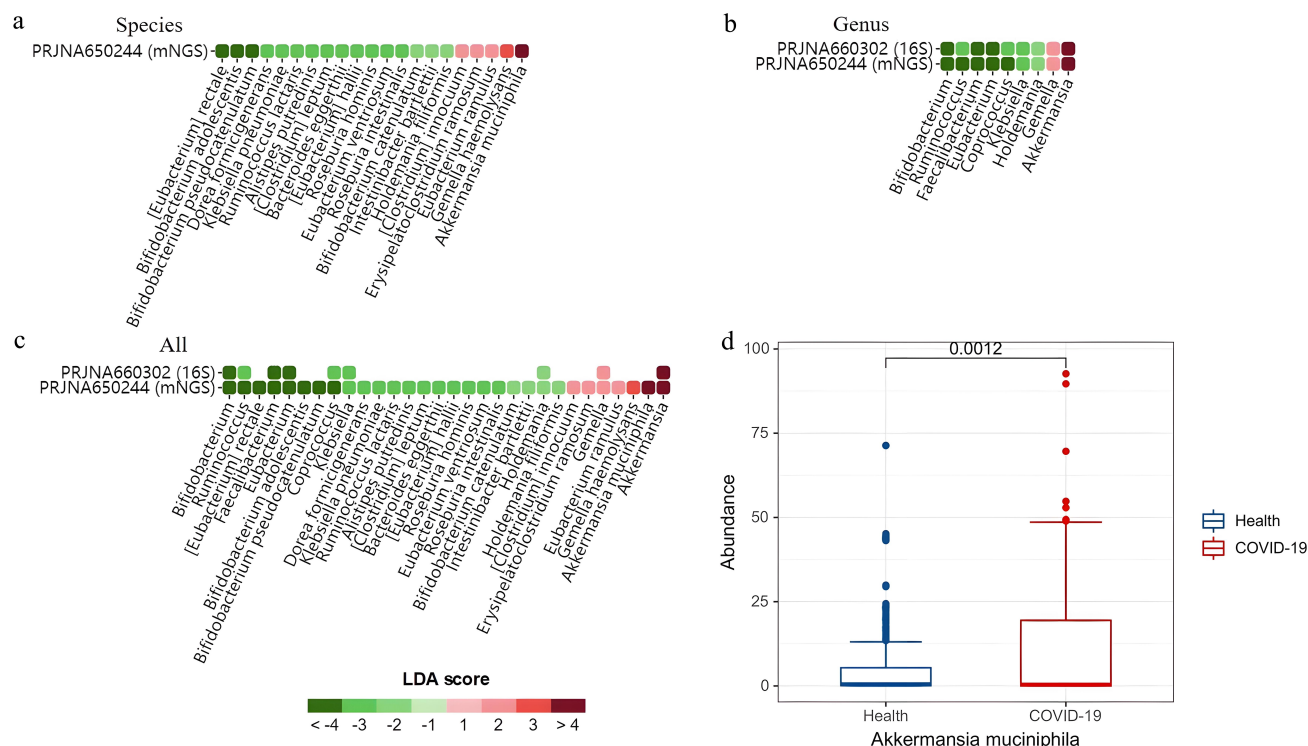 a
Species
PRJNA650244 (mNGS)
[Eubacterium] rectale
Bifidobacterium adolescentis
Bifidobacterium pseudocatenulatum
Dorea formicigenerans
Klebsiella pneumoniae
Ruminococcus lactaris
Alistipes putredinis
[Clostridium] leptum
Bacteroides eggerthii
[Eubacterium] hallii
Roseburia hominis
Eubacterium ventriosum
Roseburia intestinalis
Bifidobacterium catenulatum
Intestinibacter bartlettii
Holdemania filiformis
[Clostridium] innocuum
Erysipelatoclostridium ramosum
Eubacterium ramulus
Gemella haemolysans
Akkermansia muciniphila
b
Genus
PRJNA660302 (16S)
PRJNA650244 (mNGS)
Bifidobacterium
Ruminococcus
Faecalibacterium
Eubacterium
Coprococcus
Klebsiella
Holdemania
Gemella
Akkermansia
c
All
PRJNA660302 (16S)
PRJNA650244 (mNGS)
Bifidobacterium
Ruminococcus
[Eubacterium] rectale
Faecalibacterium
Eubacterium
Bifidobacterium adolescentis
Bifidobacterium pseudocatenulatum
Coprococcus
Klebsiella
Dorea formicigenerans
Klebsiella pneumoniae
Ruminococcus lactaris
Alistipes putredinis
[Clostridium] leptum
Bacteroides eggerthii
[Eubacterium] hallii
Roseburia hominis
Eubacterium ventriosum
Roseburia intestinalis
Bifidobacterium catenulatum
Intestinibacter bartlettii
Holdemania
Holdemania filiformis
[Clostridium] innocuum
Erysipelatoclostridium ramosum
Gemella
Eubacterium ramulus
Gemella haemolysans
Akkermansia muciniphila
Akkermansia
LDA score
< -4 -3 -2 -1 1 2 3 > 4
d
0.0012
100
75
50
25
0
Abundance
Health COVID-19
Akkermansia muciniphila
Health
COVID-19